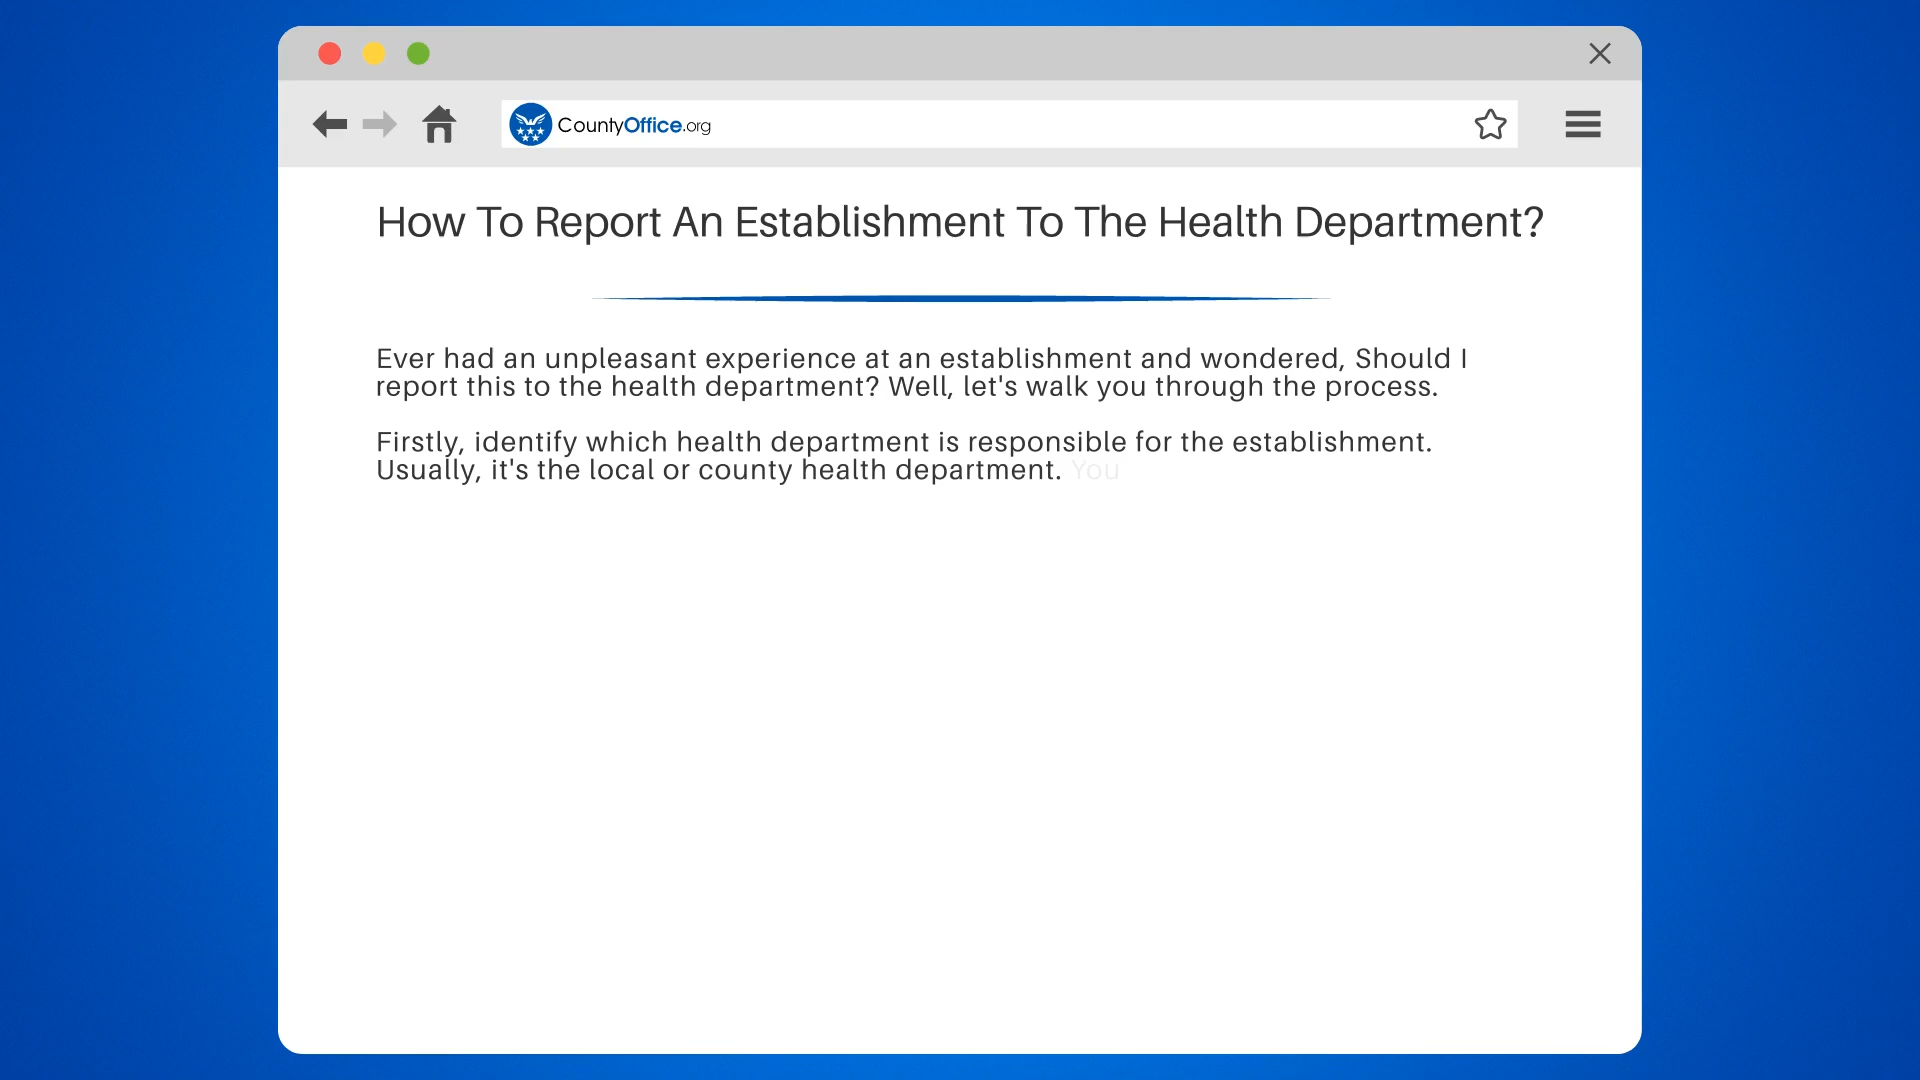 CountyOffice.org
How To Report An Establishment To The Health Department?
Ever had an unpleasant experience at an establishment and wondered, Should I
report this to the health department? Well, let's walk you through the process.
Firstly, identify which health department is responsible for the establishment.
Usually, it's the local or county health department. You